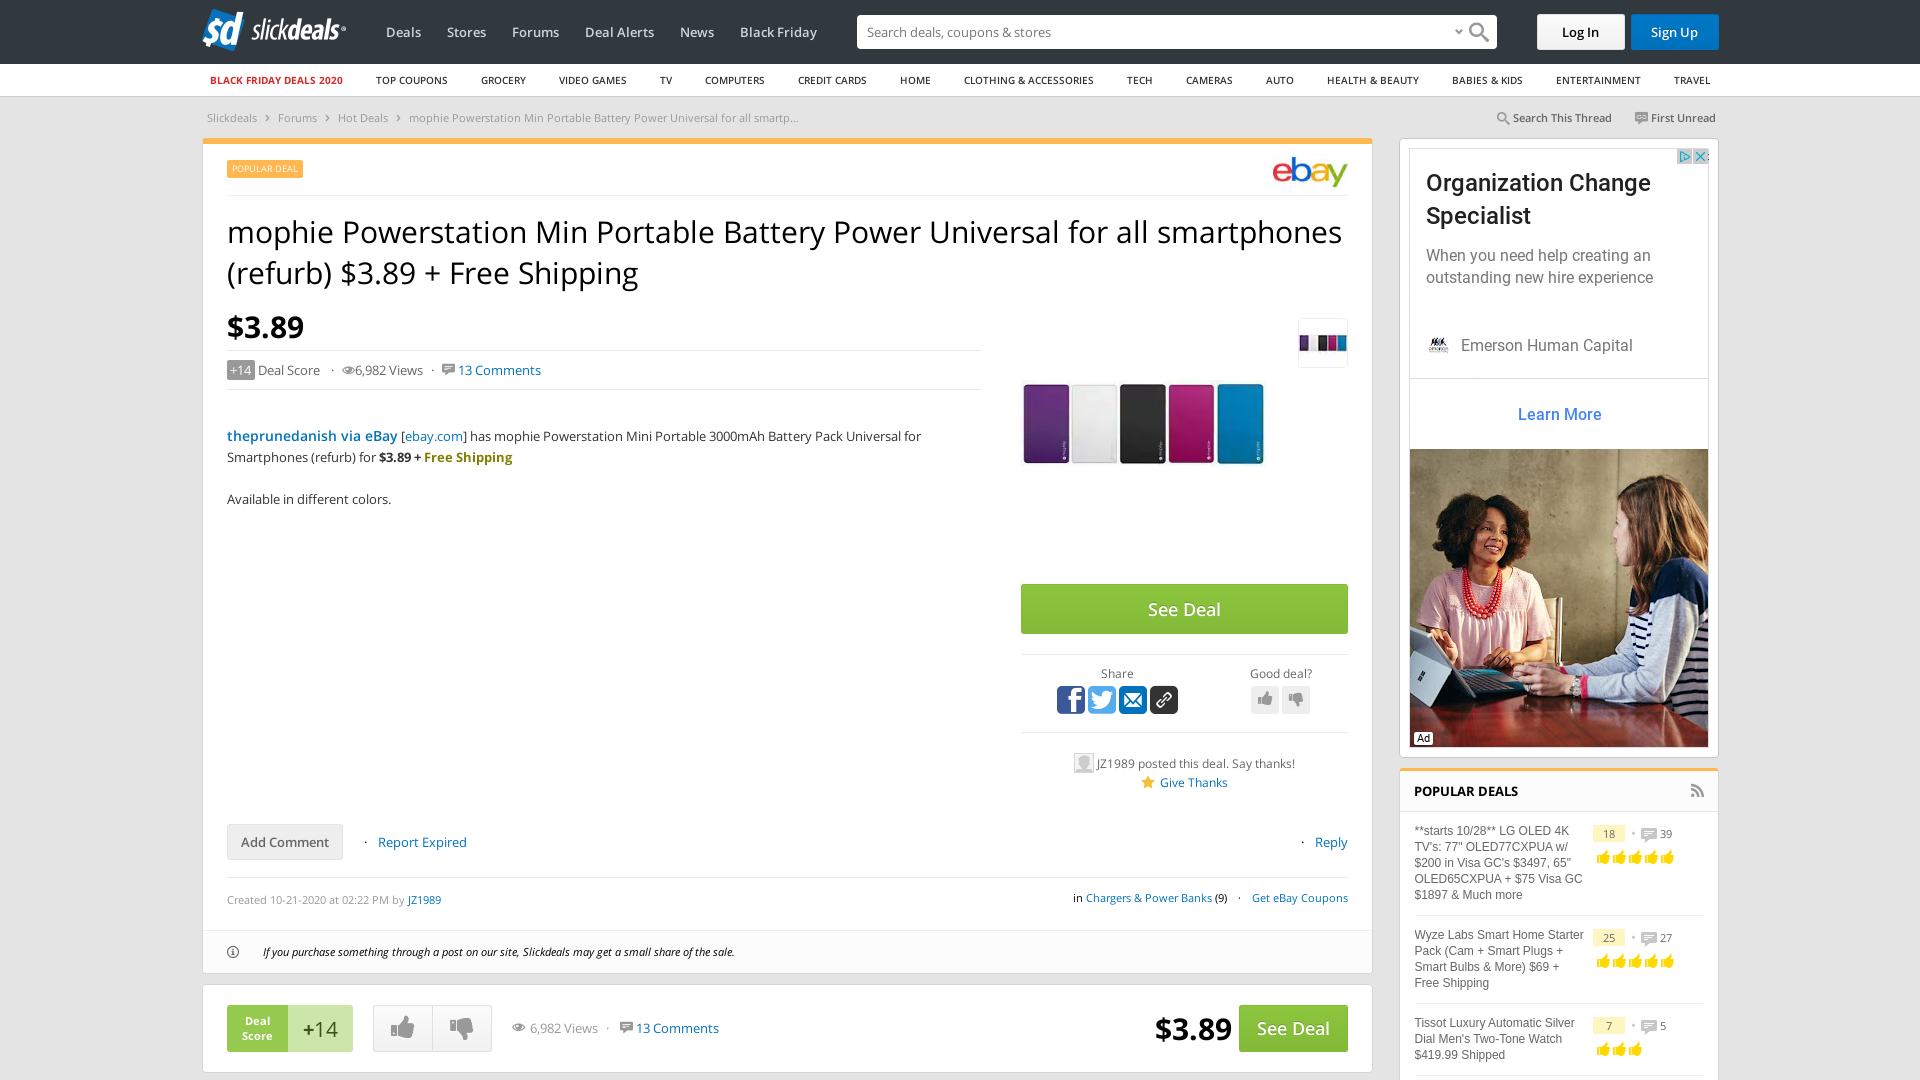 sd slickdeals
Deals
Stores
Forums
Deal Alerts
News
Black Friday
Search deals, coupons & stores
Log In
Sign Up
BLACK FRIDAY DEALS 2020
TOP COUPONS
GROCERY
VIDEO GAMES
TV
COMPUTERS
CREDIT CARDS
HOME
CLOTHING & ACCESSORIES
TECH
CAMERAS
AUTO
HEALTH & BEAUTY
BABIES & KIDS
ENTERTAINMENT
TRAVEL
Slickdeals › Forums › Hot Deals › mophie Powerstation Min Portable Battery Power Universal for all smartp...
Search This Thread
First Unread
POPULAR DEAL
ebay
mophie Powerstation Min Portable Battery Power Universal for all smartphones
(refurb) $3.89 + Free Shipping
$3.89
+14 Deal Score · 6,982 Views · 13 Comments
theprunedanish via eBay [ebay.com] has mophie Powerstation Mini Portable 3000mAh Battery Pack Universal for
Smartphones (refurb) for $3.89 + Free Shipping
Available in different colors.
See Deal
Share
Good deal?
JZ1989 posted this deal. Say thanks!
Give Thanks
Add Comment · Report Expired
· Reply
Created 10-21-2020 at 02:22 PM by JZ1989
in Chargers & Power Banks (9) · Get eBay Coupons
If you purchase something through a post on our site, Slickdeals may get a small share of the sale.
Deal
Score
+14
6,982 Views · 13 Comments
$3.89
See Deal
Organization Change
Specialist
When you need help creating an
outstanding new hire experience
Emerson Human Capital
Learn More
Ad
POPULAR DEALS
**starts 10/28** LG OLED 4K
TV's: 77" OLED77CXPUA w/
$200 in Visa GC's $3497, 65"
OLED65CXPUA + $75 Visa GC
$1897 & Much more
18 · 39
Wyze Labs Smart Home Starter
Pack (Cam + Smart Plugs +
Smart Bulbs & More) $69 +
Free Shipping
25 · 27
Tissot Luxury Automatic Silver
Dial Men's Two-Tone Watch
$419.99 Shipped
7 · 5